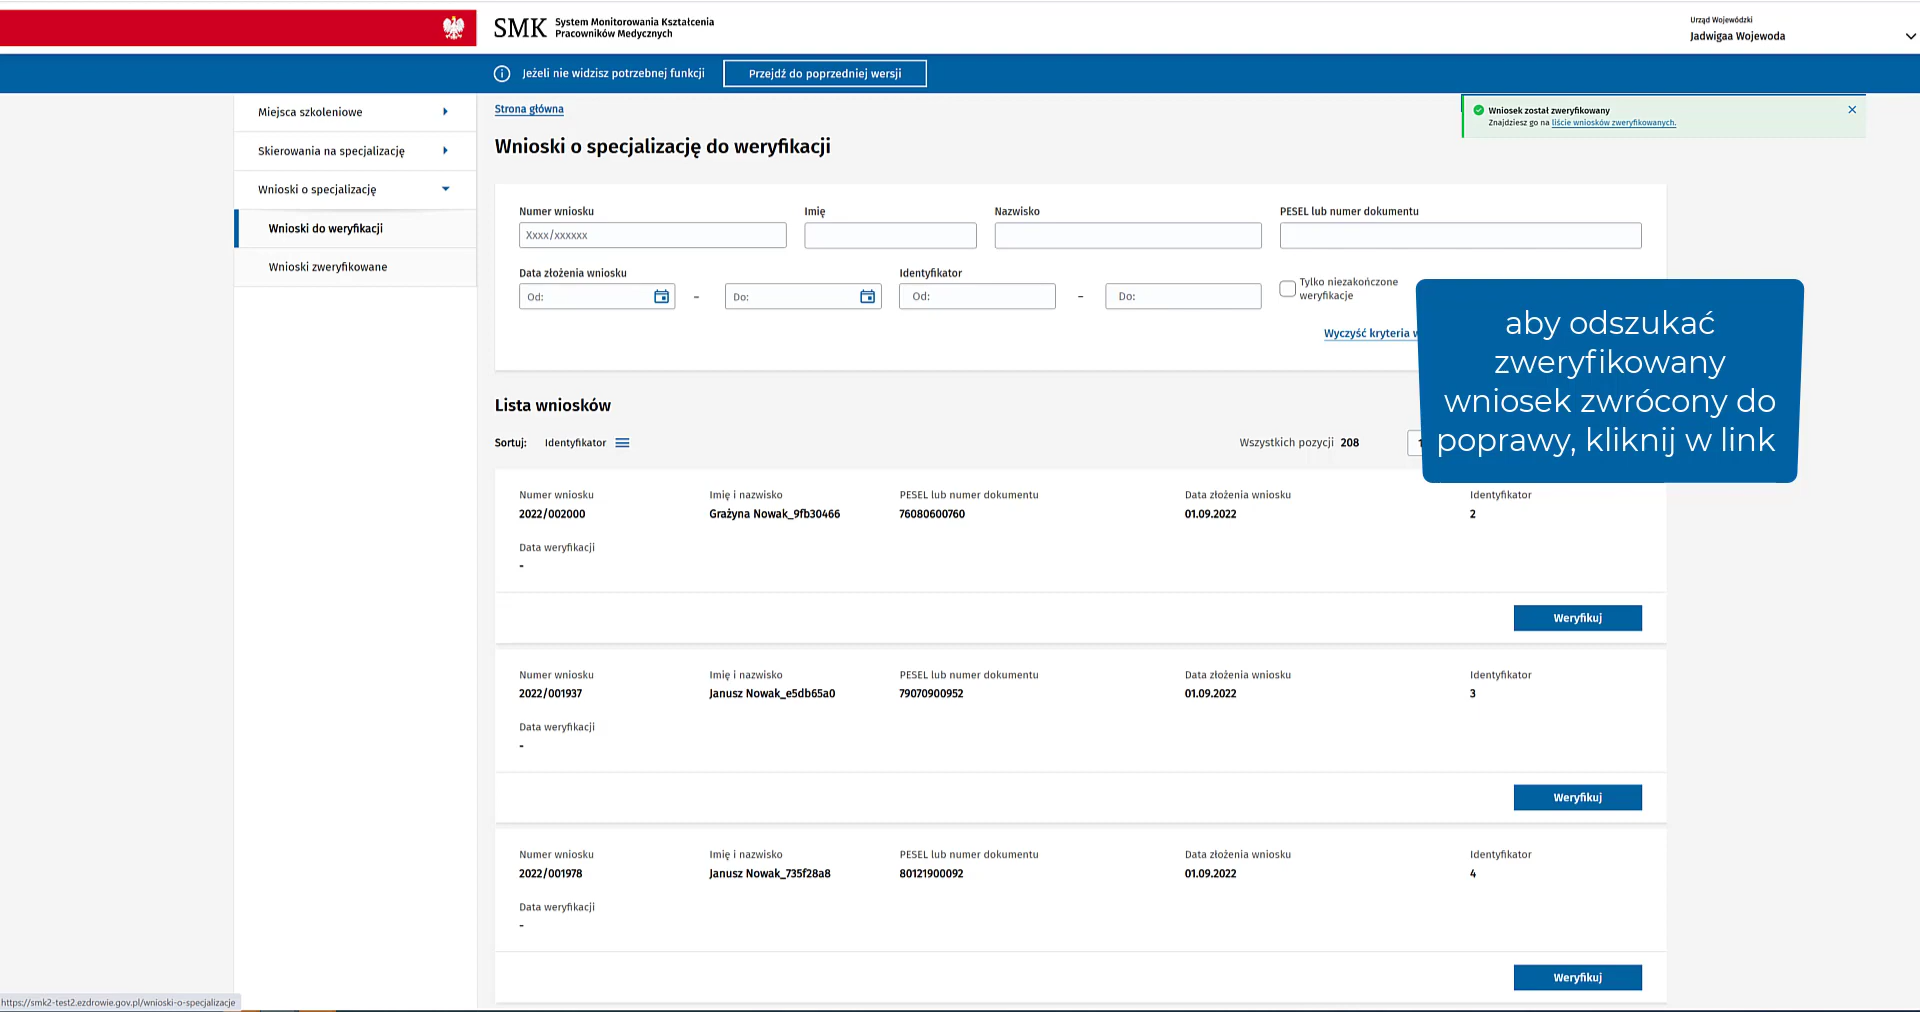 SMK
System Monitorowania Kształcenia
Pracowników Medycznych
Urząd Wojewódzki
Jadwigaa Wojewoda
Jeżeli nie widzisz potrzebnej funkcji
Przejdź do poprzedniej wersji
Miejsca szkoleniowe
Skierowania na specjalizację
Wnioski o specjalizację
Wnioski do weryfikacji
Wnioski zweryfikowane
Strona główna
Wniosek został zweryfikowany
Znajdziesz go na liście wniosków zweryfikowanych.
Wnioski o specjalizację do weryfikacji
Numer wniosku Imię Nazwisko PESEL lub numer dokumentu
Xxxx/xxxxxx
Data złożenia wniosku Identyfikator
Od: – Do: Od: – Do:
Tylko niezakończone
weryfikacje
Wyczyść kryteria
aby odszukać
zweryfikowany
wniosek zwrócony do
poprawy, kliknij w link
Lista wniosków
Sortuj: Identyfikator
Wszystkich pozycji 208
Numer wniosku Imię i nazwisko PESEL lub numer dokumentu Data złożenia wniosku Identyfikator
2022/002000 Grażyna Nowak_9fb30466 76080600760 01.09.2022 2
Data weryfikacji
-
Weryfikuj
Numer wniosku Imię i nazwisko PESEL lub numer dokumentu Data złożenia wniosku Identyfikator
2022/001937 Janusz Nowak_e5db65a0 79070900952 01.09.2022 3
Data weryfikacji
-
Weryfikuj
Numer wniosku Imię i nazwisko PESEL lub numer dokumentu Data złożenia wniosku Identyfikator
2022/001978 Janusz Nowak_735f28a8 80121900092 01.09.2022 4
Data weryfikacji
-
Weryfikuj
https://smk2-test2.ezdrowie.gov.pl/wnioski-o-specjalizacje